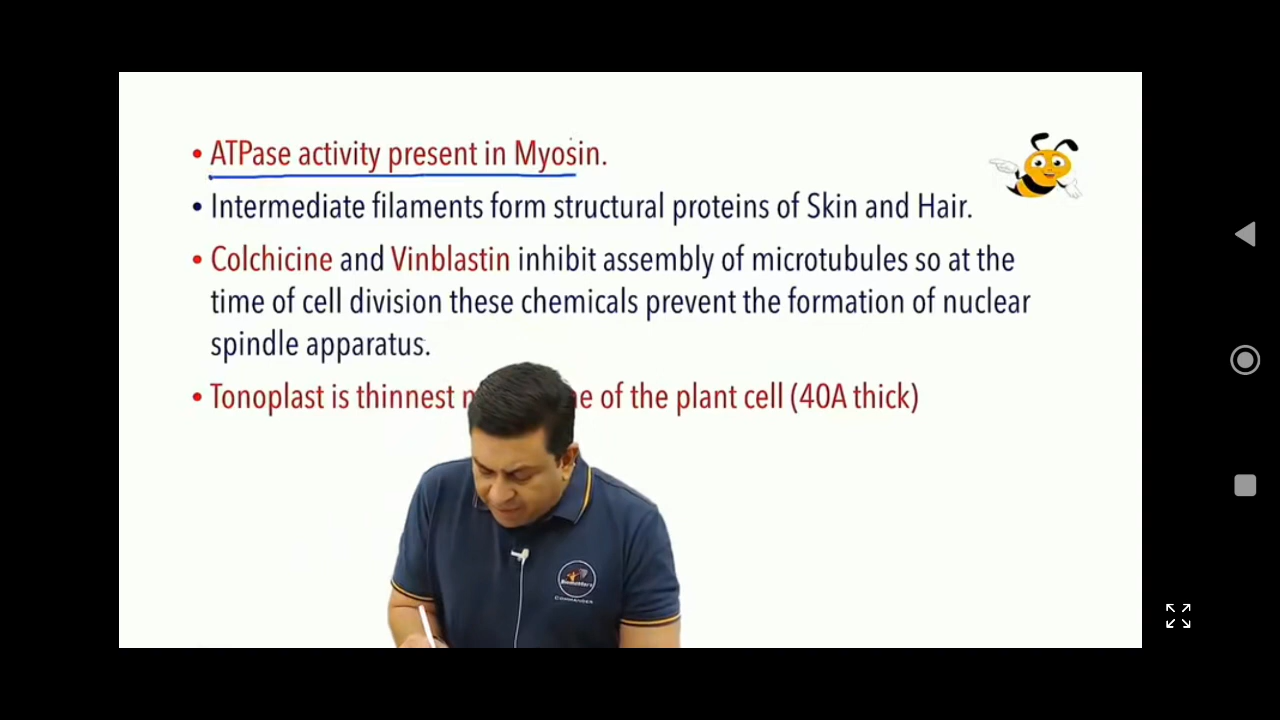 • ATPase activity present in Myosin.
• Intermediate filaments form structural proteins of Skin and Hair.
• Colchicine and Vinblastin inhibit assembly of microtubules so at the
time of cell division these chemicals prevent the formation of nuclear
spindle apparatus.
• Tonoplast is thinnest of the plant cell (40A thick)
COMMANDER